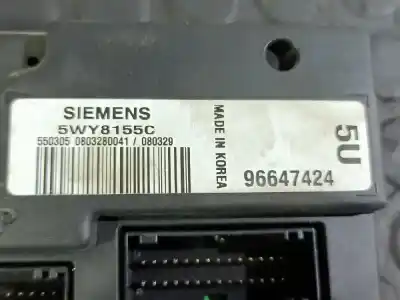 SIEMENS
5WY8155C
550305 0803280041 / 080329
MADE IN KOREA
96647424
5U